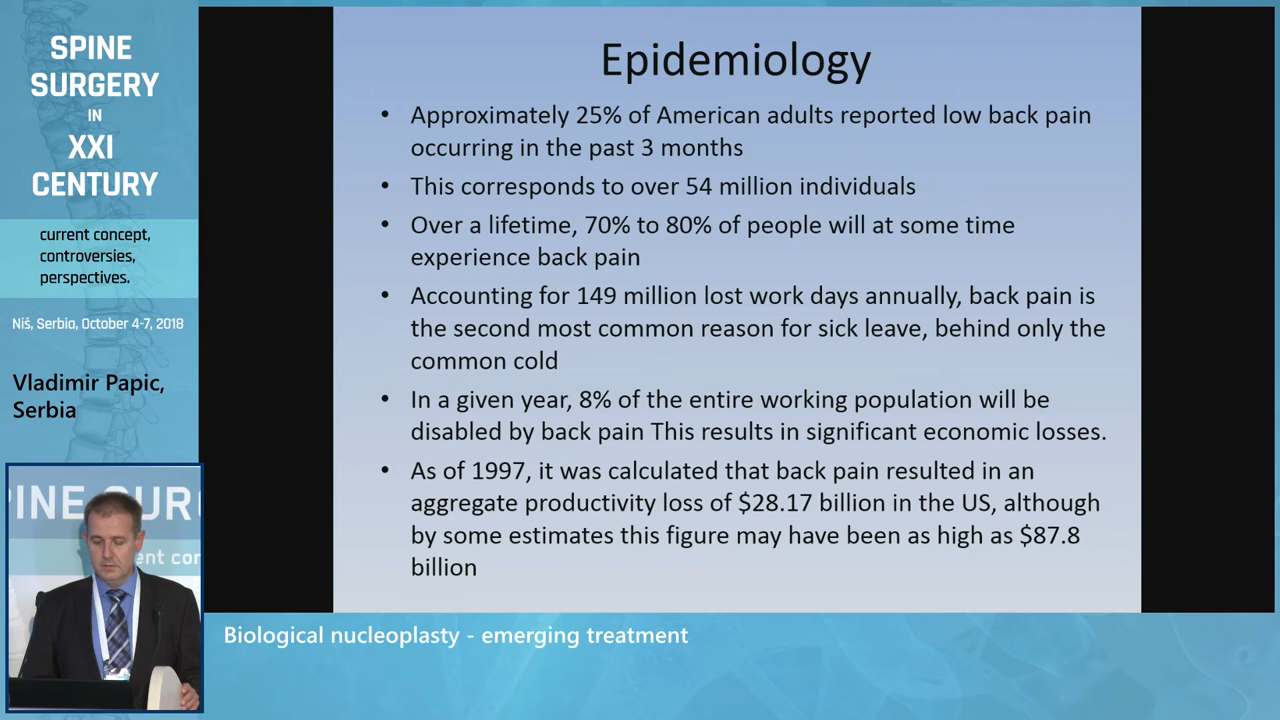 SPINE
SURGERY
IN
XXI
CENTURY
current concept,
controversies,
perspectives.
Niš, Serbia, October 4-7, 2018
Vladimir Papic,
Serbia
PINE SUR
ent con
Epidemiology
• Approximately 25% of American adults reported low back pain
occurring in the past 3 months
• This corresponds to over 54 million individuals
• Over a lifetime, 70% to 80% of people will at some time
experience back pain
• Accounting for 149 million lost work days annually, back pain is
the second most common reason for sick leave, behind only the
common cold
• In a given year, 8% of the entire working population will be
disabled by back pain This results in significant economic losses.
• As of 1997, it was calculated that back pain resulted in an
aggregate productivity loss of $28.17 billion in the US, although
by some estimates this figure may have been as high as $87.8
billion
Biological nucleoplasty - emerging treatment